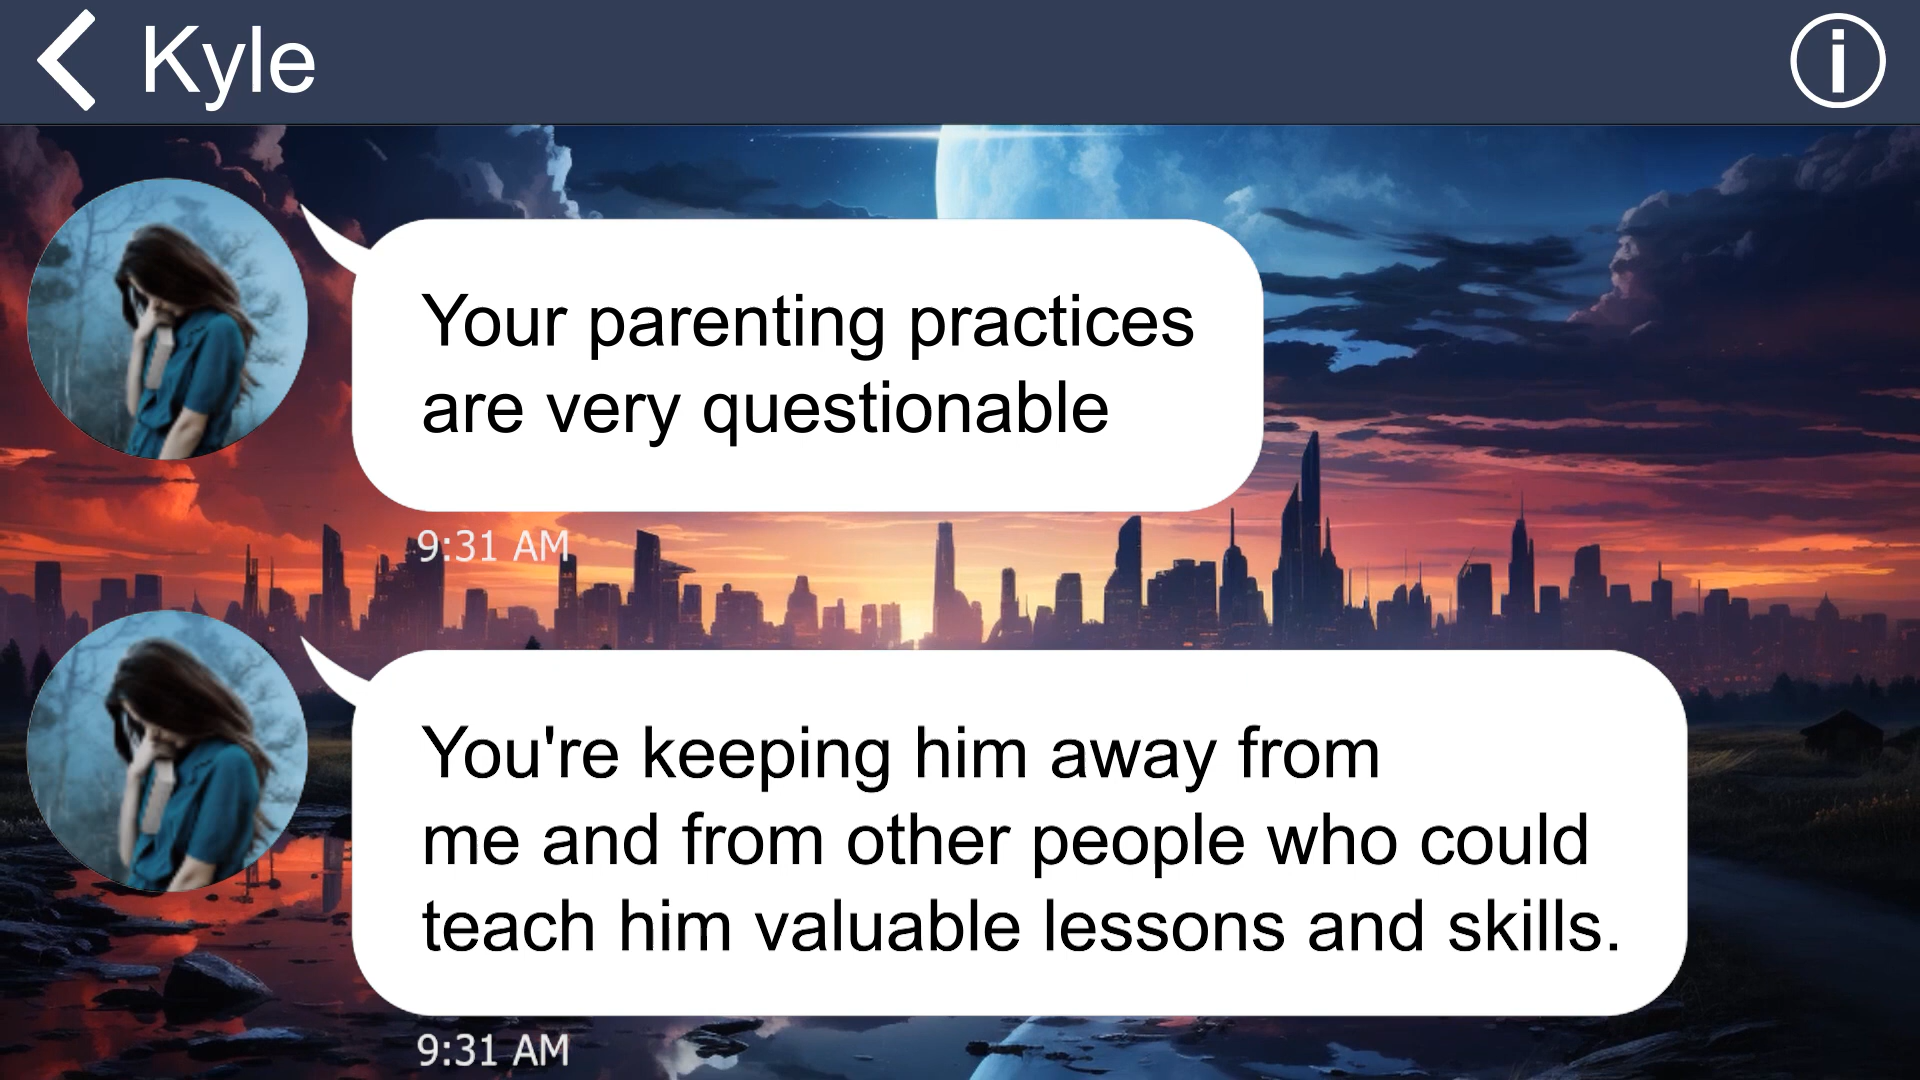 Kyle
Your parenting practices
are very questionable
9:31 AM
You're keeping him away from
me and from other people who could
teach him valuable lessons and skills.
9:31 AM